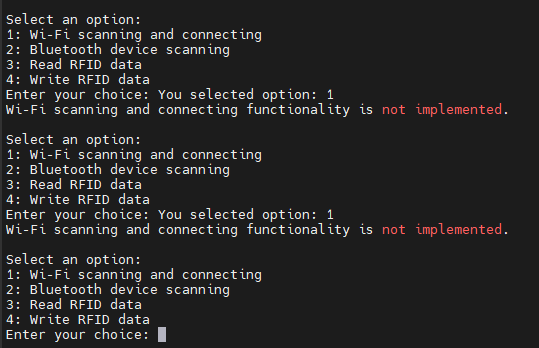 Select an option:
1: Wi-Fi scanning and connecting
2: Bluetooth device scanning
3: Read RFID data
4: Write RFID data
Enter your choice: You selected option: 1
Wi-Fi scanning and connecting functionality is not implemented.
Select an option:
1: Wi-Fi scanning and connecting
2: Bluetooth device scanning
3: Read RFID data
4: Write RFID data
Enter your choice: You selected option: 1
Wi-Fi scanning and connecting functionality is not implemented.
Select an option:
1: Wi-Fi scanning and connecting
2: Bluetooth device scanning
3: Read RFID data
4: Write RFID data
Enter your choice: